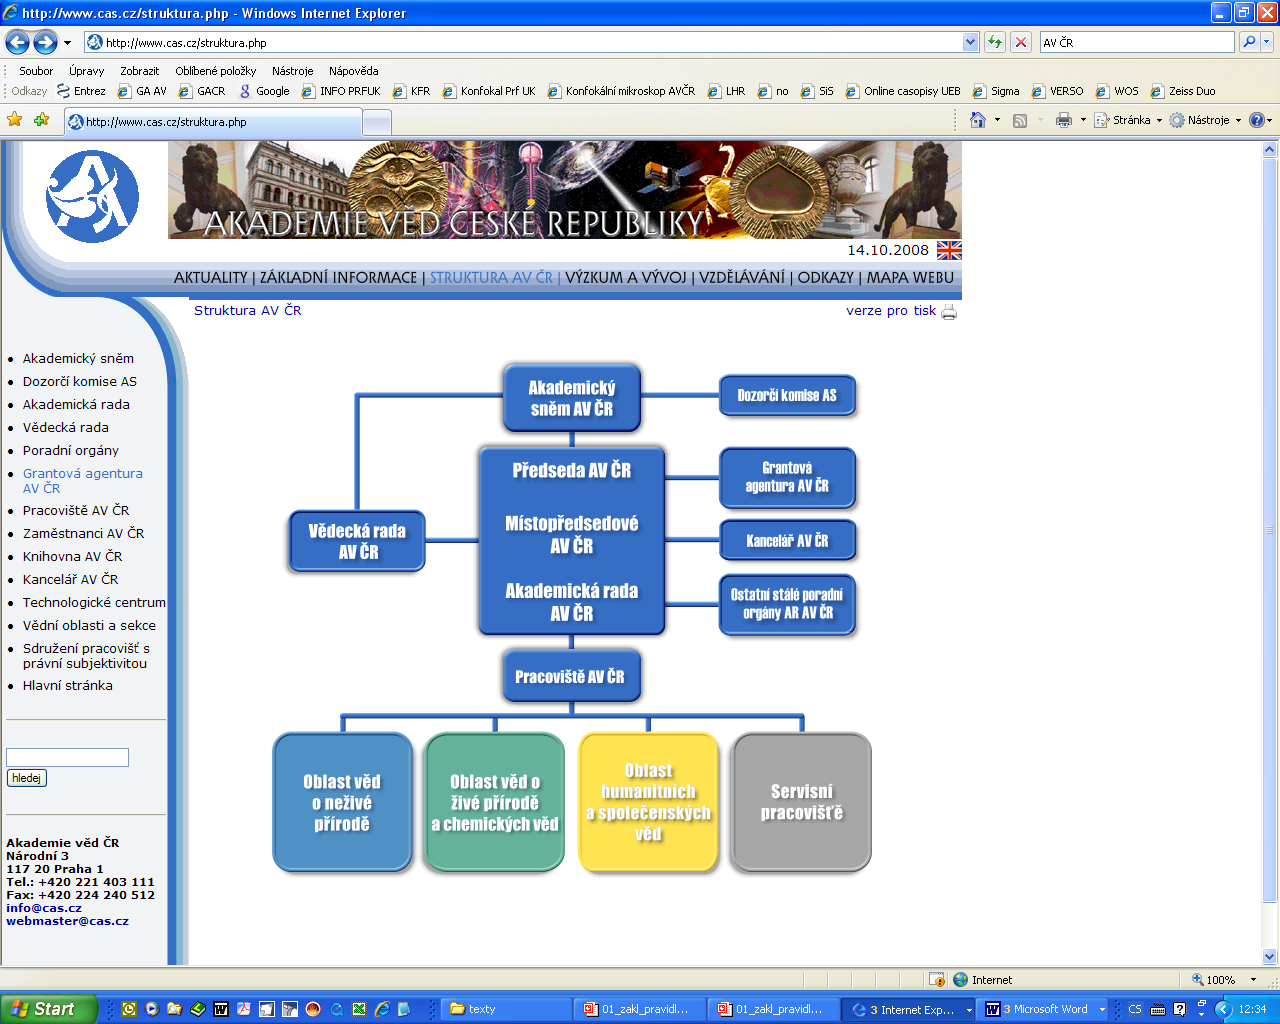 http://www.cas.cz/struktura.php - Windows Internet Explorer
http://www.cas.cz/struktura.php
AV ČR
Soubor Úpravy Zobrazit Oblíbené položky Nástroje Nápověda
Odkazy Entrez GA AV GACR Google INFO PRFUK KFR Konfokal Prf UK Konfokální mikroskop AVČR LHR no SiS Online casopisy UEB Sigma VERSO WOS Zeiss Duo
http://www.cas.cz/struktura.php
Stránka Nástroje
AKADEMIE VĚD ČESKÉ REPUBLIKY
14.10.2008
AKTUALITY | ZÁKLADNÍ INFORMACE | STRUKTURA AV ČR | VÝZKUM A VÝVOJ | VZDĚLÁVÁNÍ | ODKAZY | MAPA WEBU
Struktura AV ČR
verze pro tisk
Akademický sněm
Dozorčí komise AS
Akademická rada
Vědecká rada
Poradní orgány
Grantová agentura
AV ČR
Pracoviště AV ČR
Zaměstnanci AV ČR
Knihovna AV ČR
Kancelář AV ČR
Technologické centrum
Vědní oblasti a sekce
Sdružení pracovišť s
právní subjektivitou
Hlavní stránka
hledej
Akademie věd ČR
Národní 3
117 20 Praha 1
Tel.: +420 221 403 111
Fax: +420 224 240 512
info@cas.cz
webmaster@cas.cz
Akademický
sněm AV ČR
Dozorčí komise AS
Předseda AV ČR
Místopředsedové
AV ČR
Akademická rada
AV ČR
Grantová
agentura AV ČR
Vědecká rada
AV ČR
Kancelář AV ČR
Ostatní stálé poradní
orgány AR AV ČR
Pracoviště AV ČR
Oblast věd
o neživé
přírodě
Oblast věd o
živé přírodě
a chemických věd
Oblast
humanitních
a společenských
věd
Servisní
pracovišťě
Internet
100%
Start
texty
01_zakl_pravidl...
01_zakl_pravidl...
3 Internet Exp...
3 Microsoft Word
CS
12:34